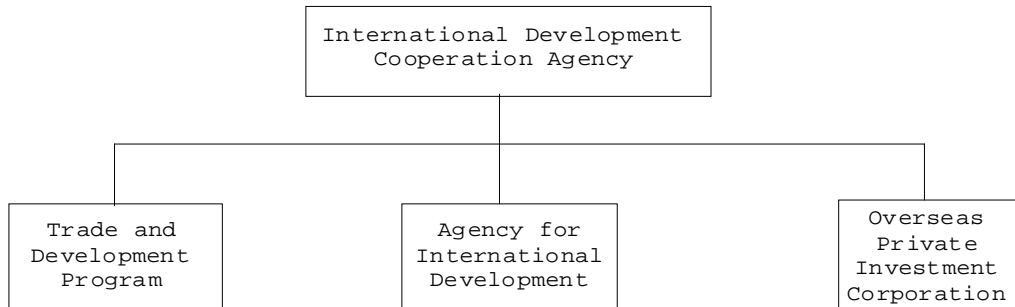 International Development
Cooperation Agency
Trade and
Development
Program
Agency for
International
Development
Overseas
Private
Investment
Corporation